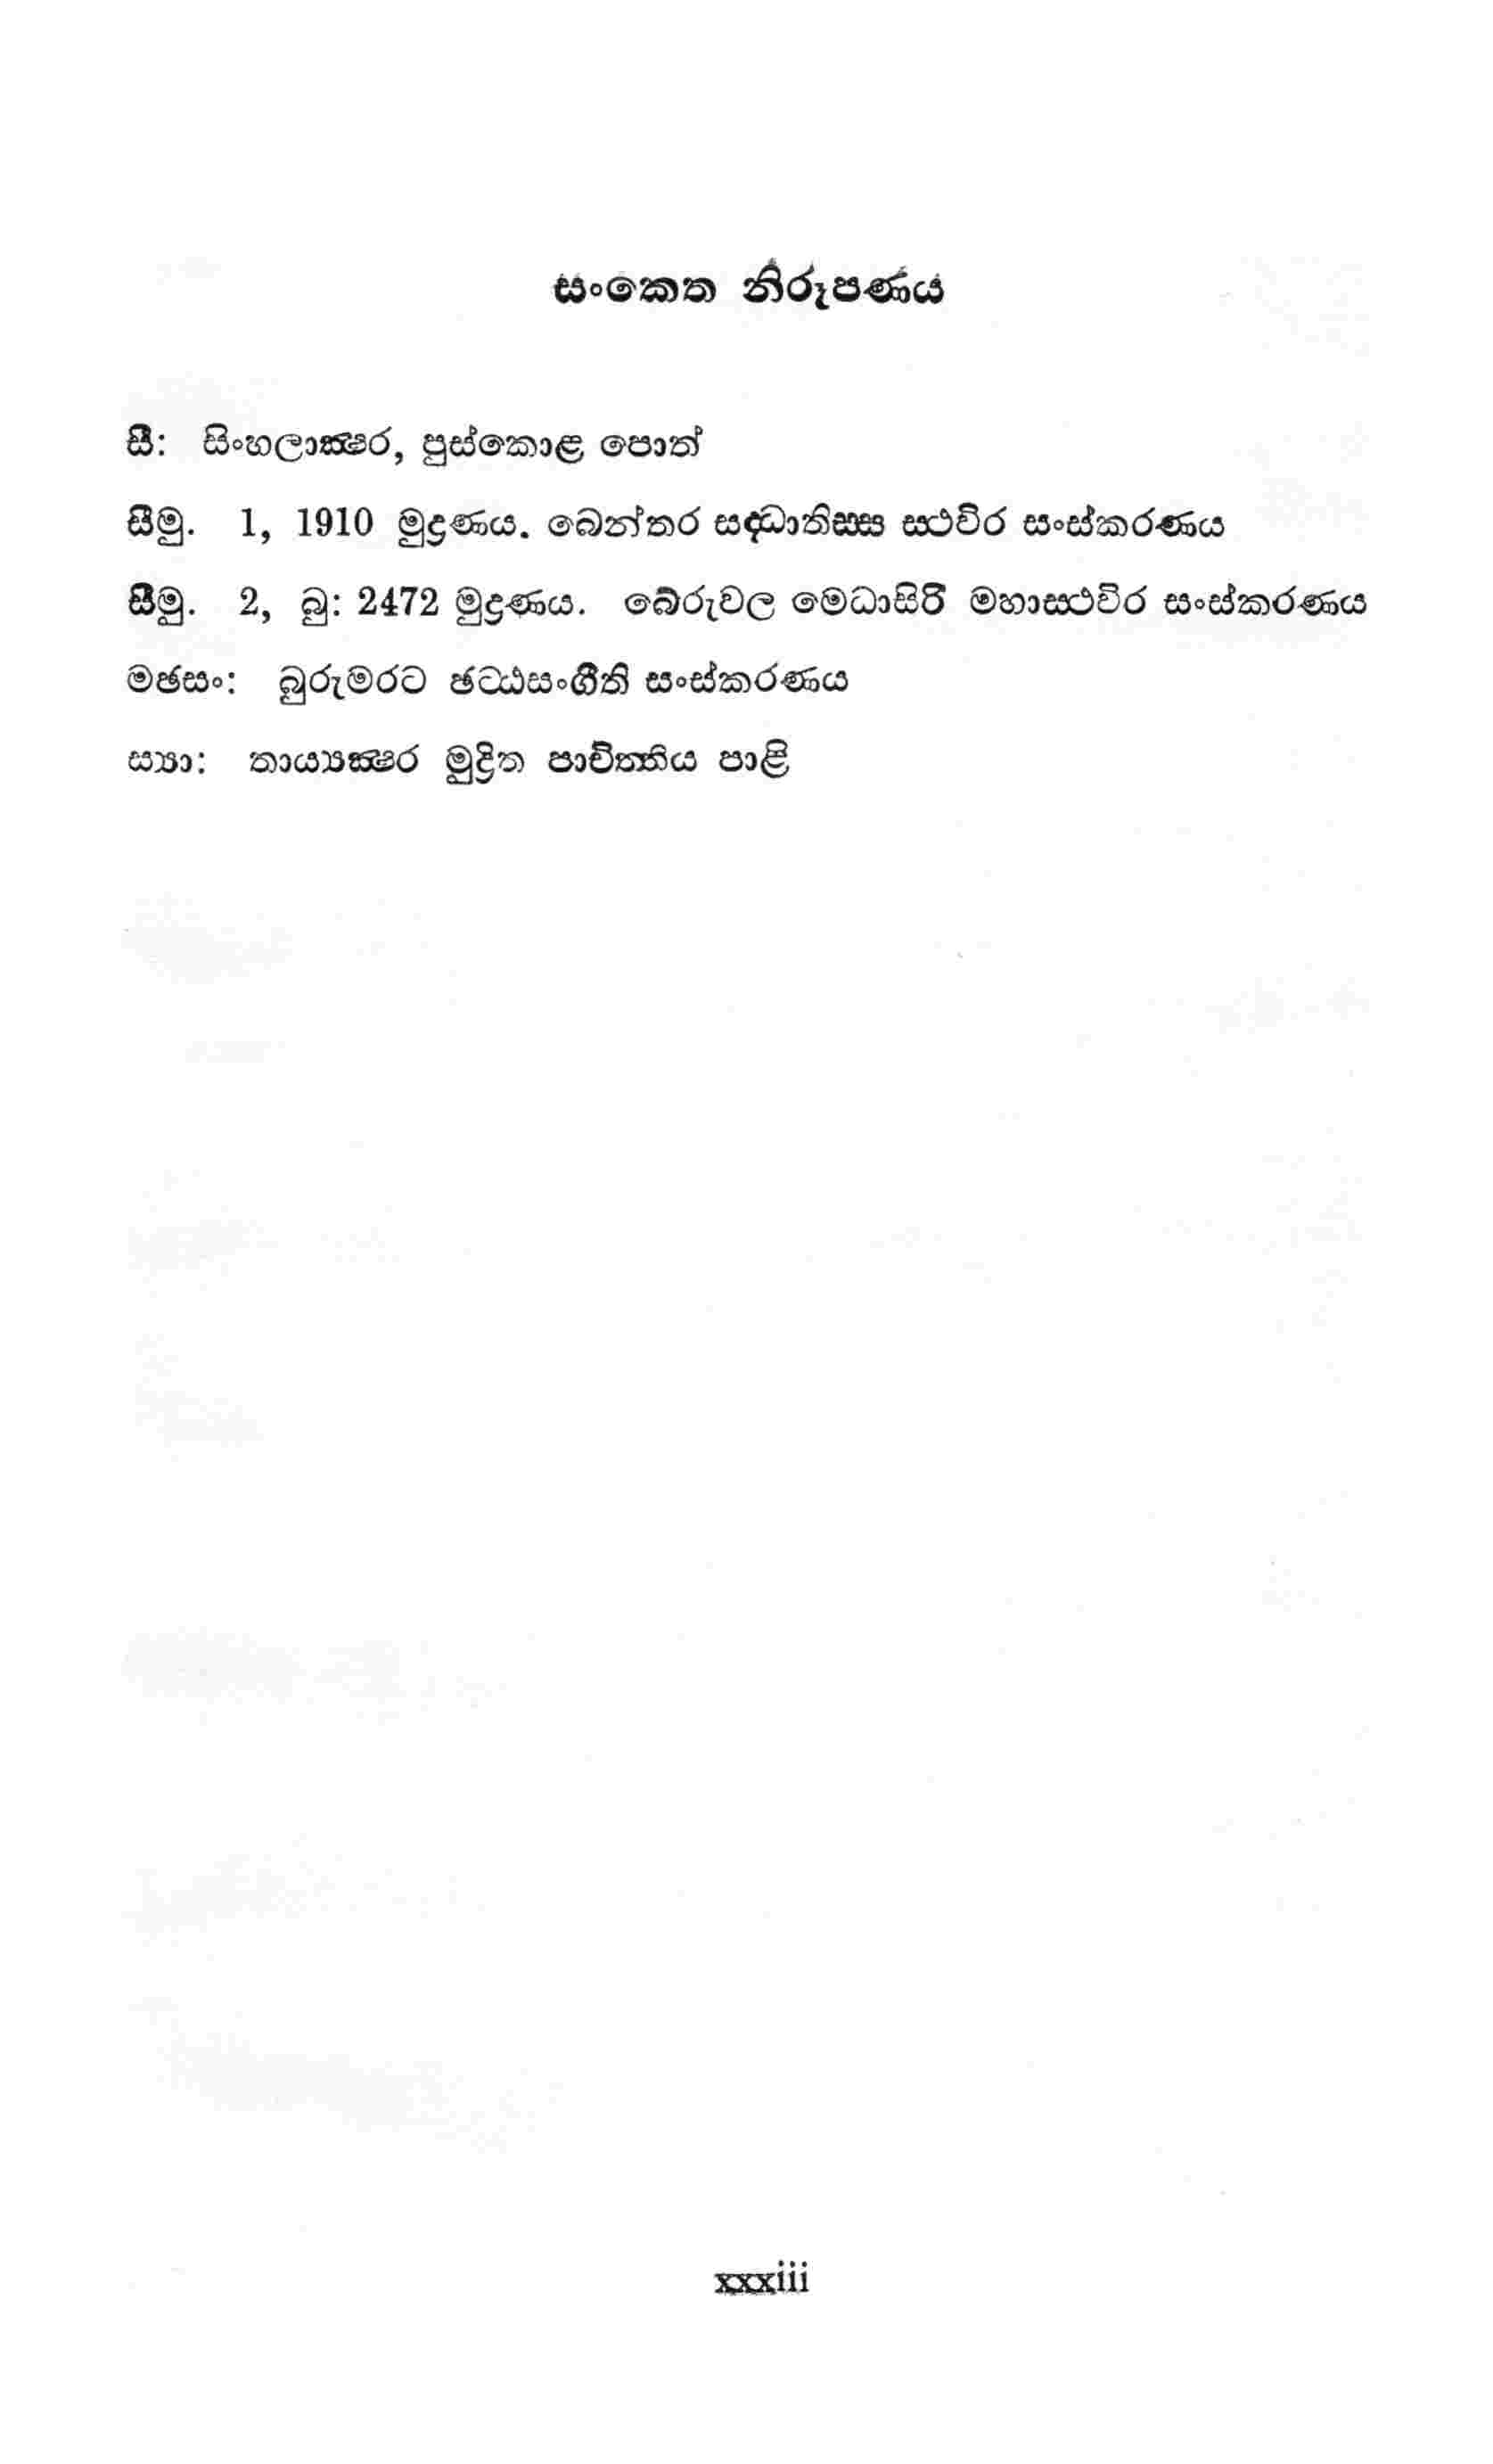 සංකෙත නිරූපණය
සී: සිංහලාක්‍ෂර, පුස්කොළ පොත්
සීමු. 1, 1910 මුද්‍රණය. බෙන්තර සද්ධාතිස්ස ස්ථවිර සංස්කරණය
සීමු. 2, බු: 2472 මුද්‍රණය. බේරුවල මෙධාසිරි මහාස්ථවිර සංස්කරණය
මඡසං: බුරුමරට ඡට්ඨසංගීති සංස්කරණය
ස්‍යා: තාය්‍යක්‍ෂර මුද්‍රිත පාචිත්තිය පාළි
xxxiii